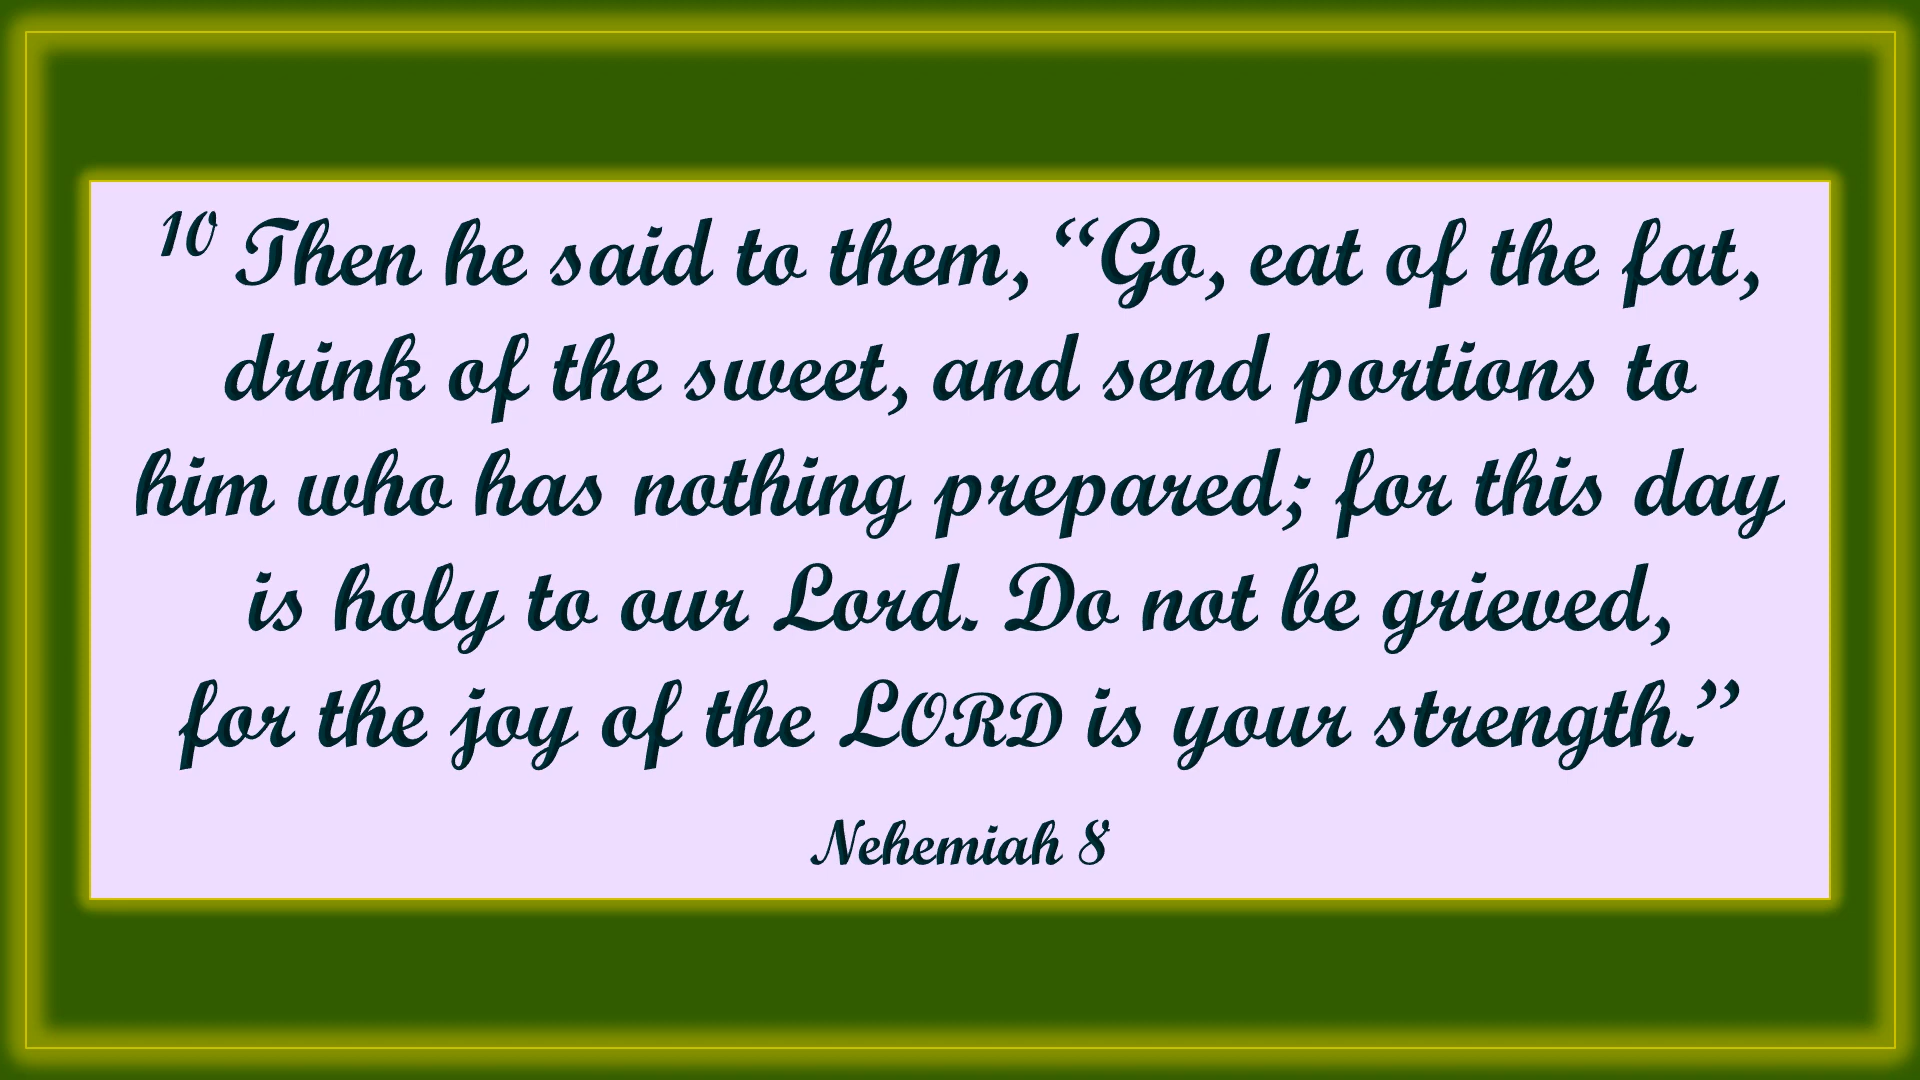 10 Then he said to them, “Go, eat of the fat,
drink of the sweet, and send portions to
him who has nothing prepared; for this day
is holy to our Lord. Do not be grieved,
for the joy of the LORD is your strength.”
Nehemiah 8